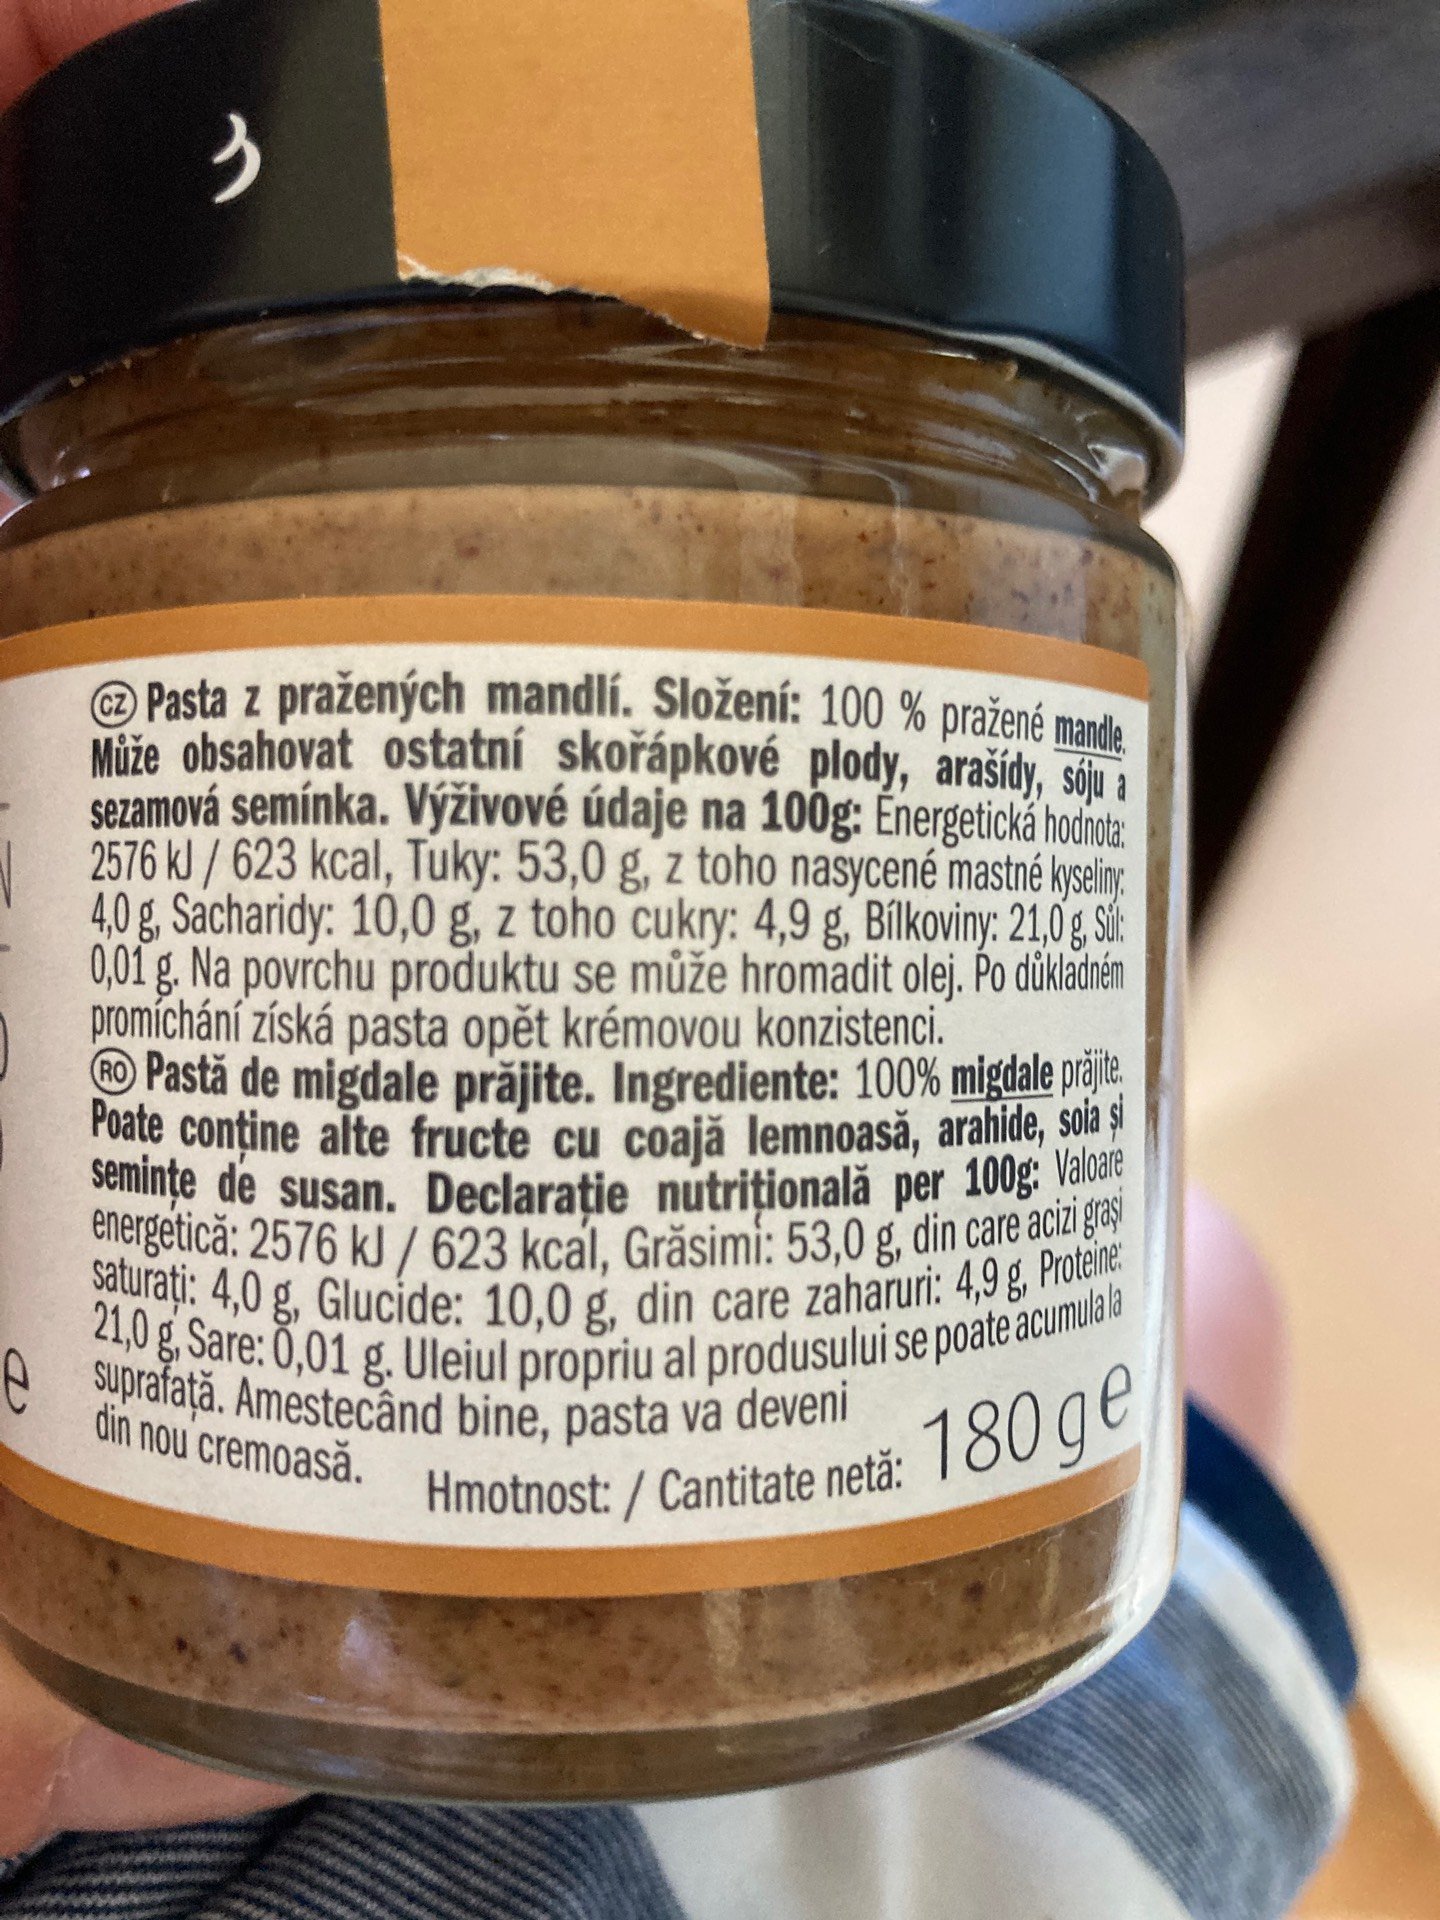 CZ Pasta z pražených mandlí. Složení: 100 % pražené mandle.
Může obsahovat ostatní skořápkové plody, arašídy, sóju a
sezamová semínka. Výživové údaje na 100g: Energetická hodnota:
2576 kJ / 623 kcal, Tuky: 53,0 g, z toho nasycené mastné kyseliny:
4,0 g, Sacharidy: 10,0 g, z toho cukry: 4,9 g, Bílkoviny: 21,0 g, Sůl:
0,01 g. Na povrchu produktu se může hromadit olej. Po důkladném
promíchání získá pasta opět krémovou konzistenci.
RO Pastă de migdale prăjite. Ingrediente: 100% migdale prăjite.
Poate conține alte fructe cu coajă lemnoasă, arahide, soia și
semințe de susan. Declarație nutrițională per 100g: Valoare
energetică: 2576 kJ / 623 kcal, Grăsimi: 53,0 g, din care acizi grași
saturați: 4,0 g, Glucide: 10,0 g, din care zaharuri: 4,9 g, Proteine:
21,0 g, Sare: 0,01 g. Uleiul propriu al produsului se poate acumula la
suprafață. Amestecând bine, pasta va deveni
din nou cremoasă.
Hmotnost: / Cantitate netă: 180 g e